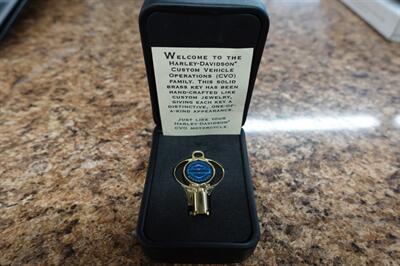 Welcome to the
Harley-Davidson®
Custom Vehicle
Operations (CVO)
family. This solid
brass key has been
hand-crafted like
custom jewelry,
giving each key a
distinctive, one-of-
a-kind appearance.
Just like your
Harley-Davidson®
CVO motorcycle.